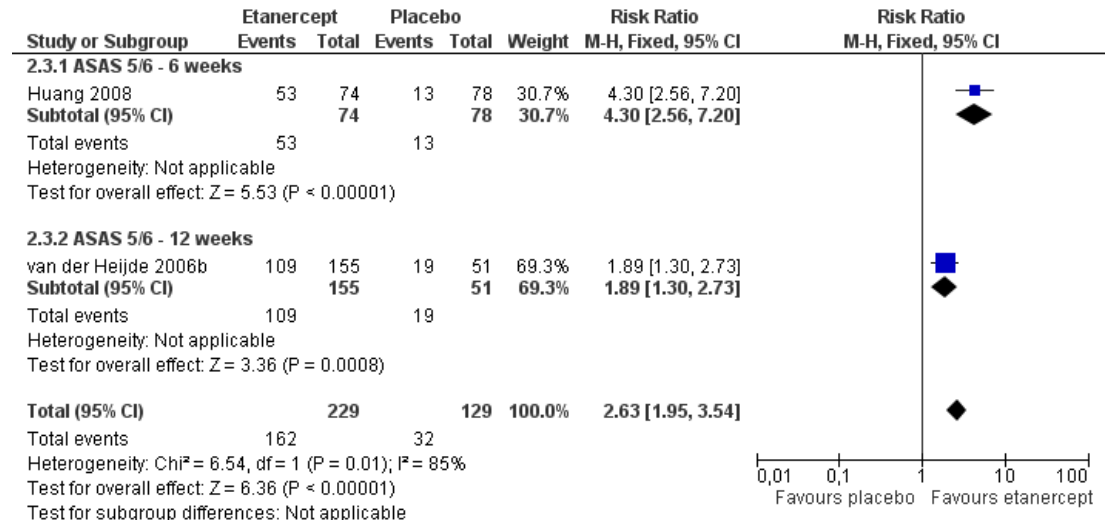 Etanercept Placebo Risk Ratio Risk Ratio
Study or Subgroup Events Total Events Total Weight M-H, Fixed, 95% CI M-H, Fixed, 95% CI
2.3.1 ASAS 5/6 - 6 weeks
Huang 2008 53 74 13 78 30.7% 4.30 [2.56, 7.20]
Subtotal (95% CI) 74 78 30.7% 4.30 [2.56, 7.20]
Total events 53 13
Heterogeneity: Not applicable
Test for overall effect: Z = 5.53 (P < 0.00001)
2.3.2 ASAS 5/6 - 12 weeks
van der Heijde 2006b 109 155 19 51 69.3% 1.89 [1.30, 2.73]
Subtotal (95% CI) 155 51 69.3% 1.89 [1.30, 2.73]
Total events 109 19
Heterogeneity: Not applicable
Test for overall effect: Z = 3.36 (P = 0.0008)
Total (95% CI) 229 129 100.0% 2.63 [1.95, 3.54]
Total events 162 32
Heterogeneity: Chi² = 6.54, df = 1 (P = 0.01); I² = 85%
Test for overall effect: Z = 6.36 (P < 0.00001)
Test for subgroup differences: Not applicable
0,01 0,1 1 10 100
Favours placebo Favours etanercept